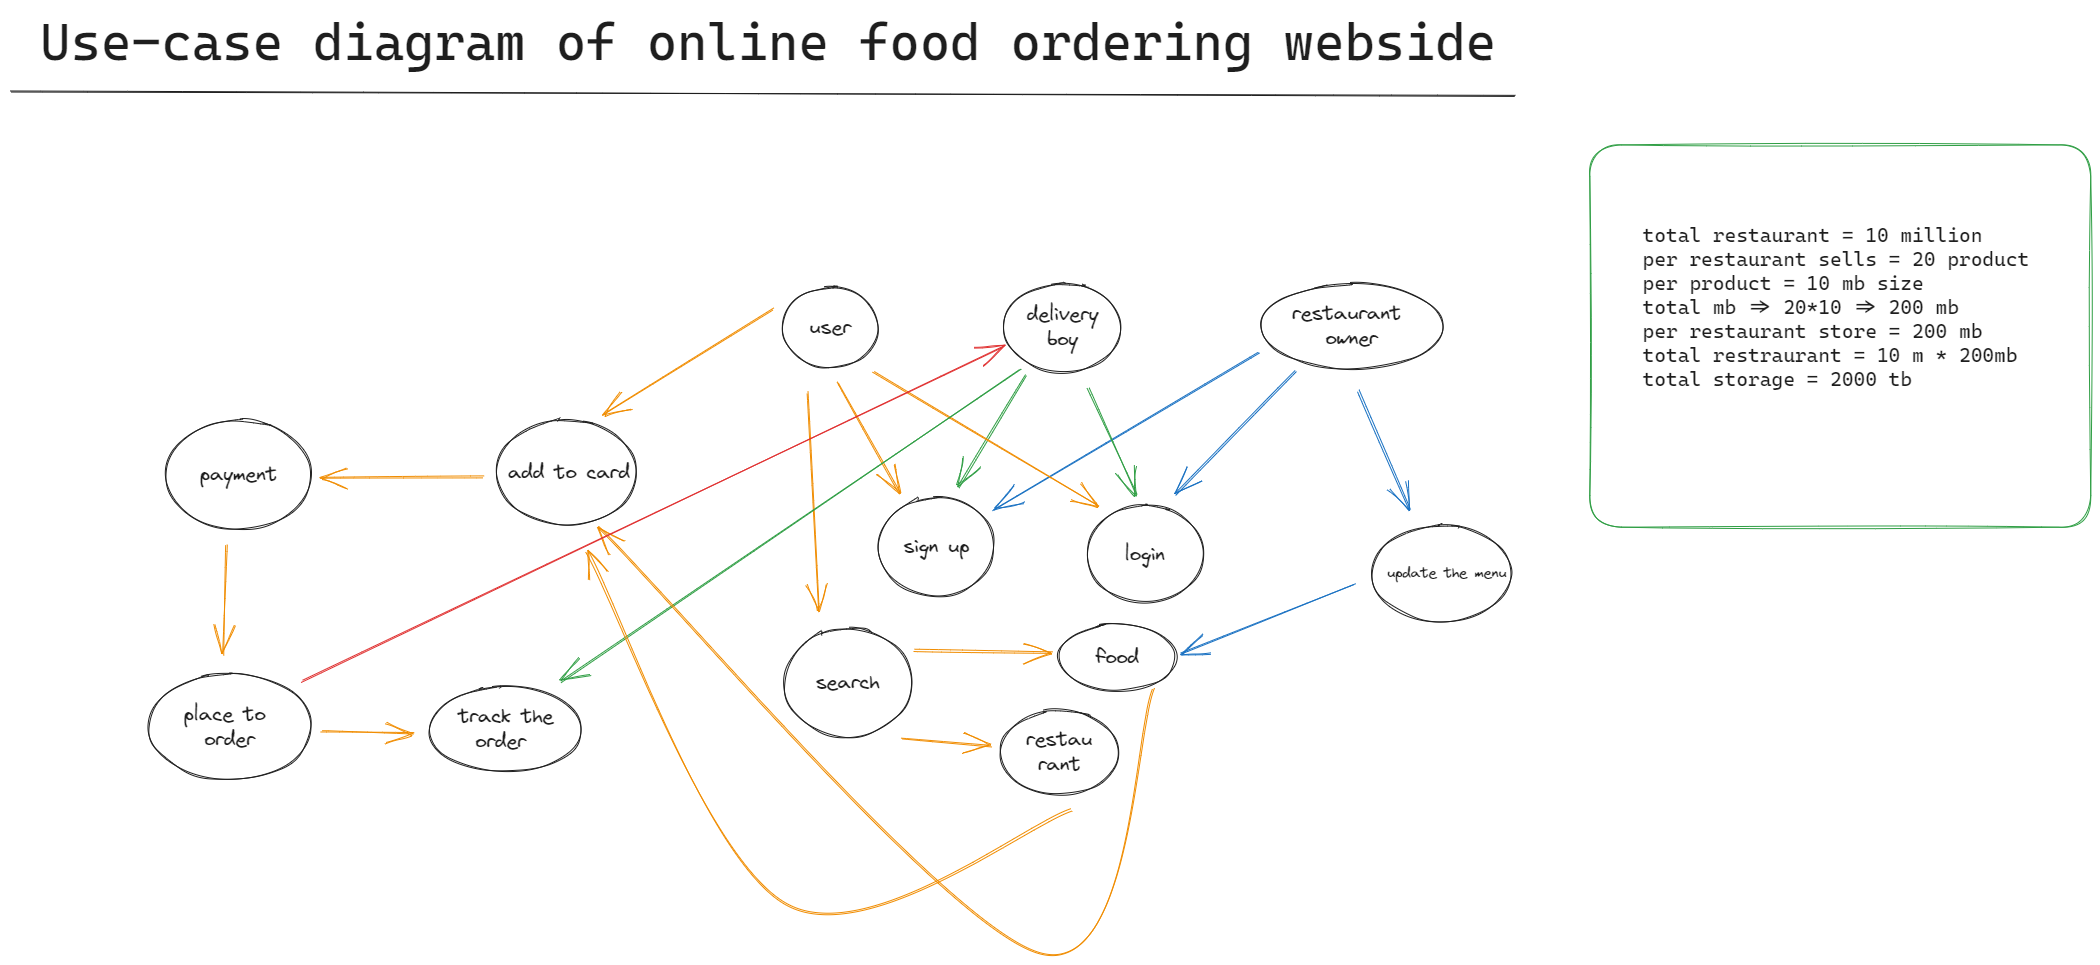 Use-case diagram of online food ordering webside
total restaurant = 10 million
per restaurant sells = 20 product
per product = 10 mb size
total mb => 20*10 => 200 mb
per restaurant store = 200 mb
total restraurant = 10 m * 200mb
total storage = 2000 tb
user
delivery
boy
restaurant
owner
payment
add to card
sign up
login
update the menu
search
food
place to
order
track the
order
restau
rant